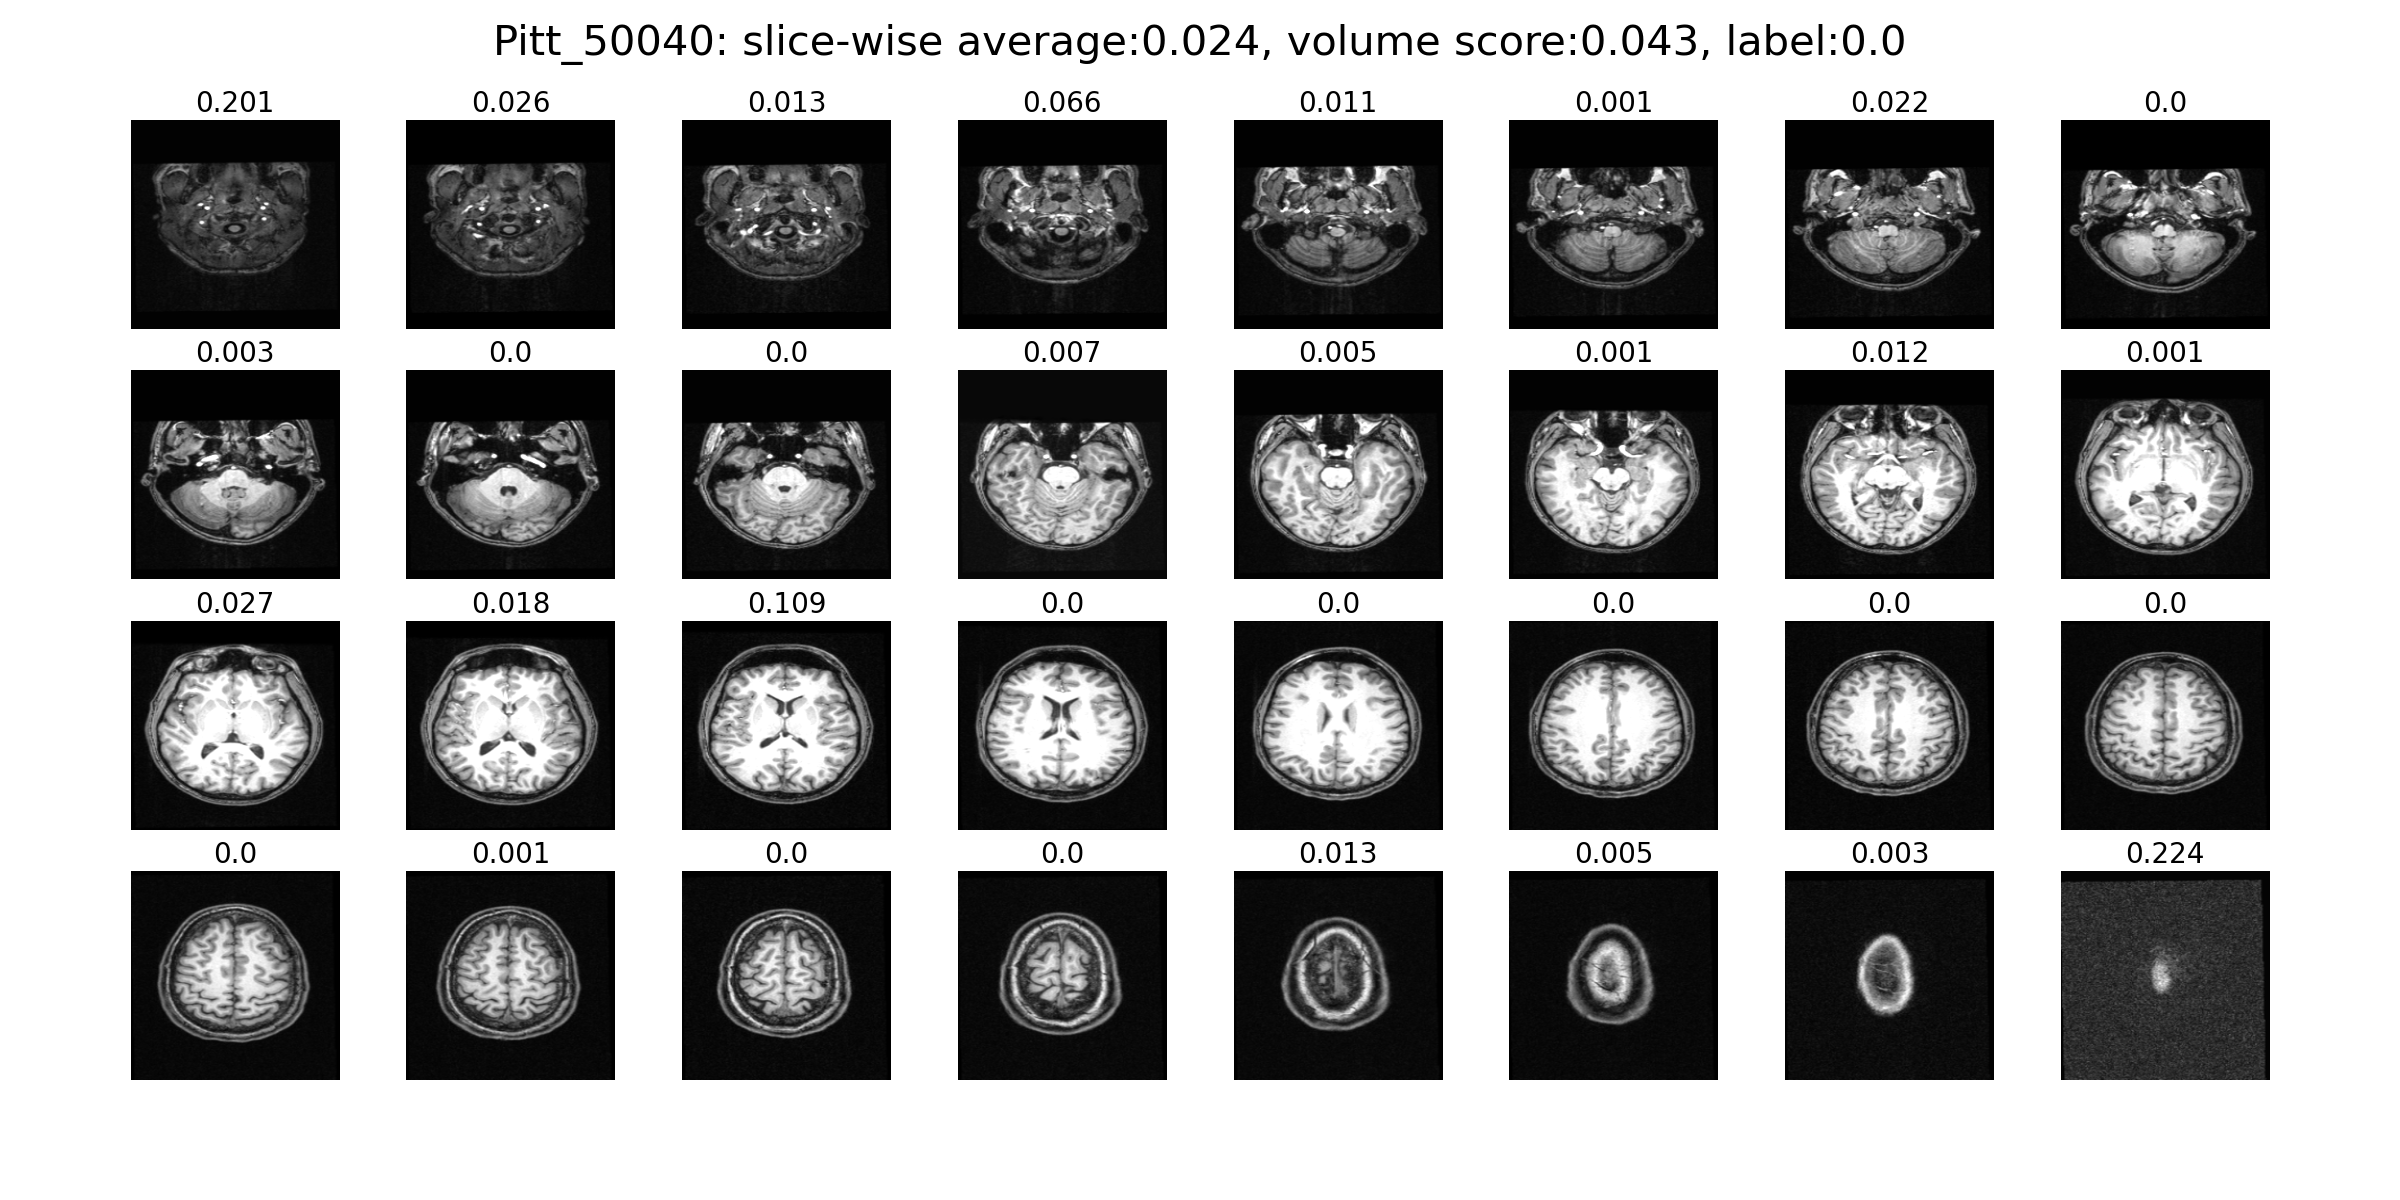 Pitt_50040: slice-wise average:0.024, volume score:0.043, label:0.0
0.201 0.026 0.013 0.066 0.011 0.001 0.022 0.0
0.003 0.0 0.0 0.007 0.005 0.001 0.012 0.001
0.027 0.018 0.109 0.0 0.0 0.0 0.0 0.0
0.0 0.001 0.0 0.0 0.013 0.005 0.003 0.224